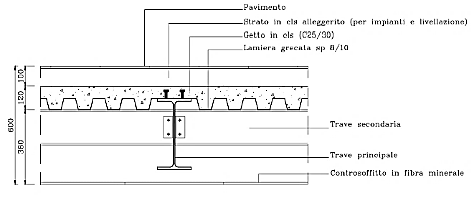 Pavimento
Strato in cls alleggerito (per impianti e livellazione)
Getto in cls (C25/30)
Lamiera grecata sp 8/10
100
120
600
360
Trave secondaria
Trave principale
Controsoffitto in fibra minerale